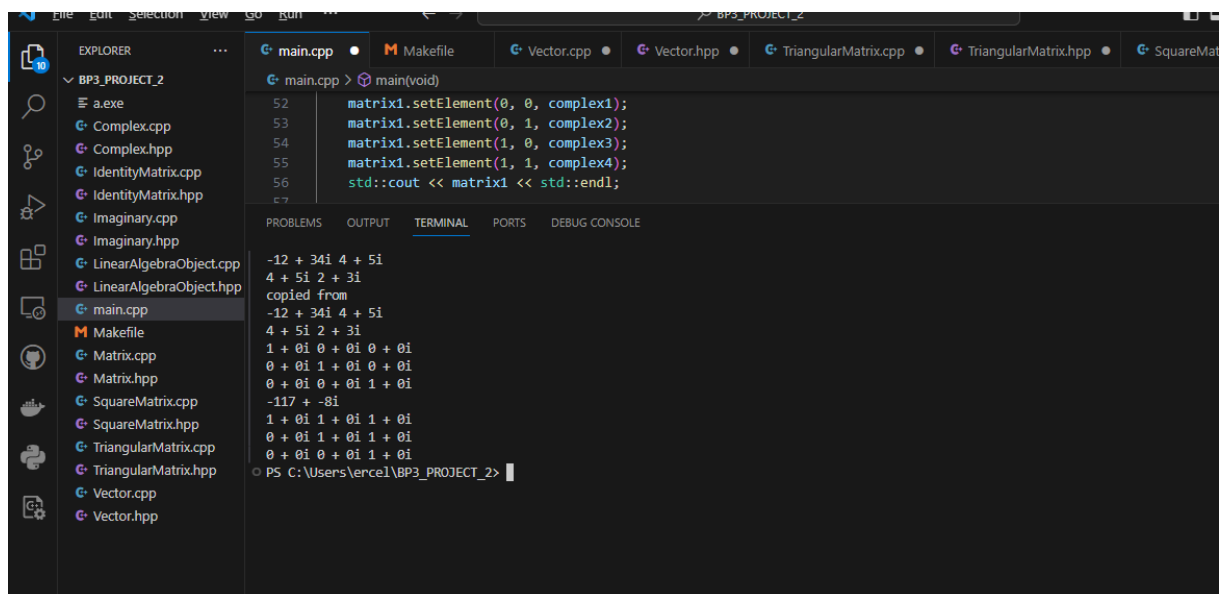 File Edit Selection View Go Run ... BP3_PROJECT_2
EXPLORER ...
BP3_PROJECT_2
a.exe
Complex.cpp
Complex.hpp
IdentityMatrix.cpp
IdentityMatrix.hpp
Imaginary.cpp
Imaginary.hpp
LinearAlgebraObject.cpp
LinearAlgebraObject.hpp
main.cpp
Makefile
Matrix.cpp
Matrix.hpp
SquareMatrix.cpp
SquareMatrix.hpp
TriangularMatrix.cpp
TriangularMatrix.hpp
Vector.cpp
Vector.hpp
10
main.cpp Makefile Vector.cpp Vector.hpp TriangularMatrix.cpp TriangularMatrix.hpp SquareMat
main.cpp > main(void)
52 matrix1.setElement(0, 0, complex1);
53 matrix1.setElement(0, 1, complex2);
54 matrix1.setElement(1, 0, complex3);
55 matrix1.setElement(1, 1, complex4);
56 std::cout << matrix1 << std::endl;
57
PROBLEMS OUTPUT TERMINAL PORTS DEBUG CONSOLE
-12 + 34i 4 + 5i
4 + 5i 2 + 3i
copied from
-12 + 34i 4 + 5i
4 + 5i 2 + 3i
1 + 0i 0 + 0i 0 + 0i
0 + 0i 1 + 0i 0 + 0i
0 + 0i 0 + 0i 1 + 0i
-117 + -8i
1 + 0i 1 + 0i 1 + 0i
0 + 0i 1 + 0i 1 + 0i
0 + 0i 0 + 0i 1 + 0i
PS C:\Users\ercel\BP3_PROJECT_2>